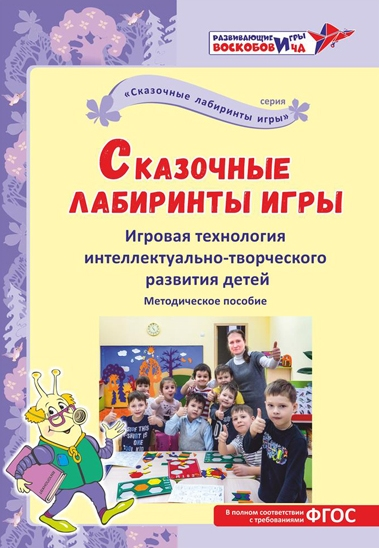 РАЗВИВАЮЩИЕ ИГРЫ
ВОСКОБОВИЧА
«Сказочные лабиринты игры»
серия
СКАЗОЧНЫЕ
ЛАБИРИНТЫ ИГРЫ
Игровая технология
интеллектуально-творческого
развития детей
Методическое пособие
В полном соответствии
с требованиями
ФГОС